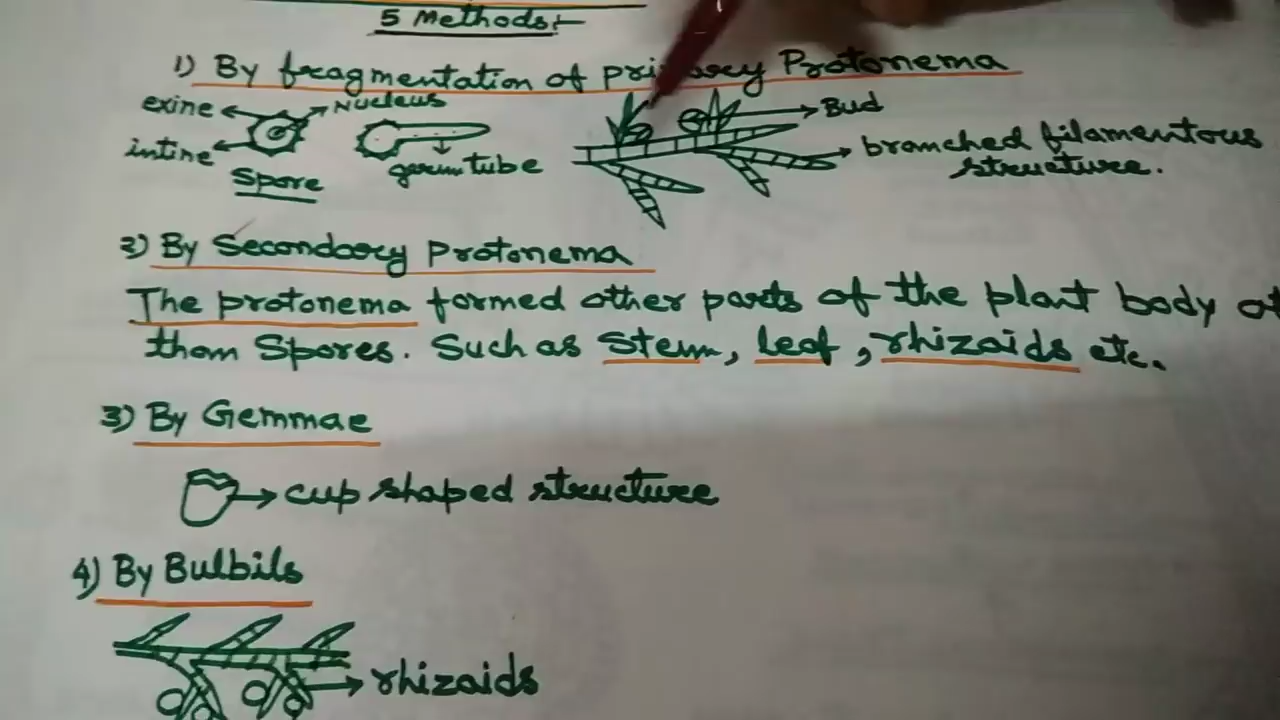 5 Methods:-
1) By fragmentation of primary Protonema
exine
Nucleus
intine
Spore
germ tube
Bud
branched filamentous
structure.
2) By Secondary Protonema
The protonema formed other parts of the plant body ot
than Spores. Such as Stem, leaf, rhizoids etc.
3) By Gemmae
cup shaped structure
4) By Bulbils
rhizoids